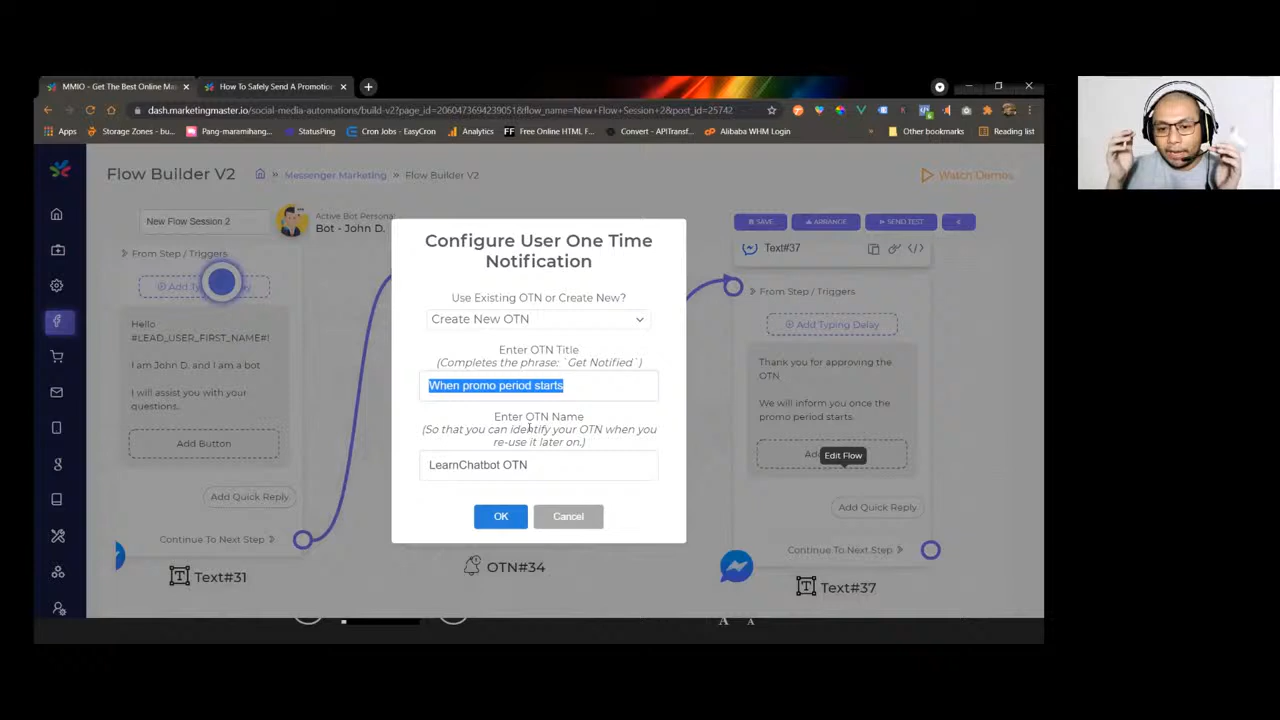 MMIO - Get The Best Online Ma
How To Safely Send A Promotio
dash.marketingmaster.io/social-media-automations/build-v2?page_id=2060473694239051&flow_name=New+Flow+Session+2&post_id=25742
Apps
Storage Zones - bu...
Pang-maramihang...
StatusPing
Cron Jobs - EasyCron
Analytics
Free Online HTML F...
Convert - APITransf...
Alibaba WHM Login
Other bookmarks
Reading list
Flow Builder V2
» Messenger Marketing » Flow Builder V2
Watch Demos
New Flow Session 2
Active Bot Persona
Bot - John D.
SAVE
ARRANGE
SEND TEST
From Step / Triggers
Hello
#LEAD_USER_FIRST_NAME#!
I am John D. and I am a bot
I will assist you with your
questions..
Add Button
Add Quick Reply
Continue To Next Step
Text#31
Configure User One Time
Notification
Use Existing OTN or Create New?
Create New OTN
Enter OTN Title
(Completes the phrase: `Get Notified`)
When promo period starts
Enter OTN Name
(So that you can identify your OTN when you
re-use it later on.)
LearnChatbot OTN
OK
Cancel
OTN#34
Text#37
From Step / Triggers
Add Typing Delay
Thank you for approving the
OTN
We will inform you once the
promo period starts.
Edit Flow
Add Quick Reply
Continue To Next Step
Text#37
A A